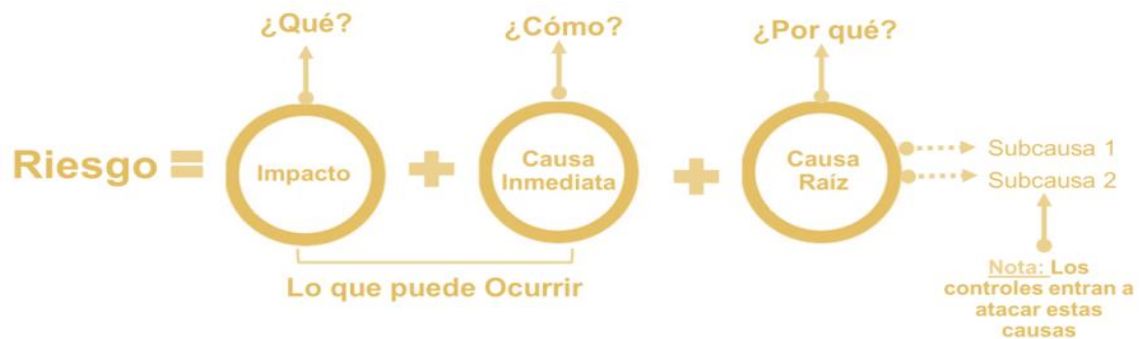 ¿Qué?
¿Cómo?
¿Por qué?
Riesgo =
Impacto
+
Causa
Inmediata
+
Causa
Raíz
Subcausa 1
Subcausa 2
Lo que puede Ocurrir
Nota: Los
controles entran a
atacar estas
causas